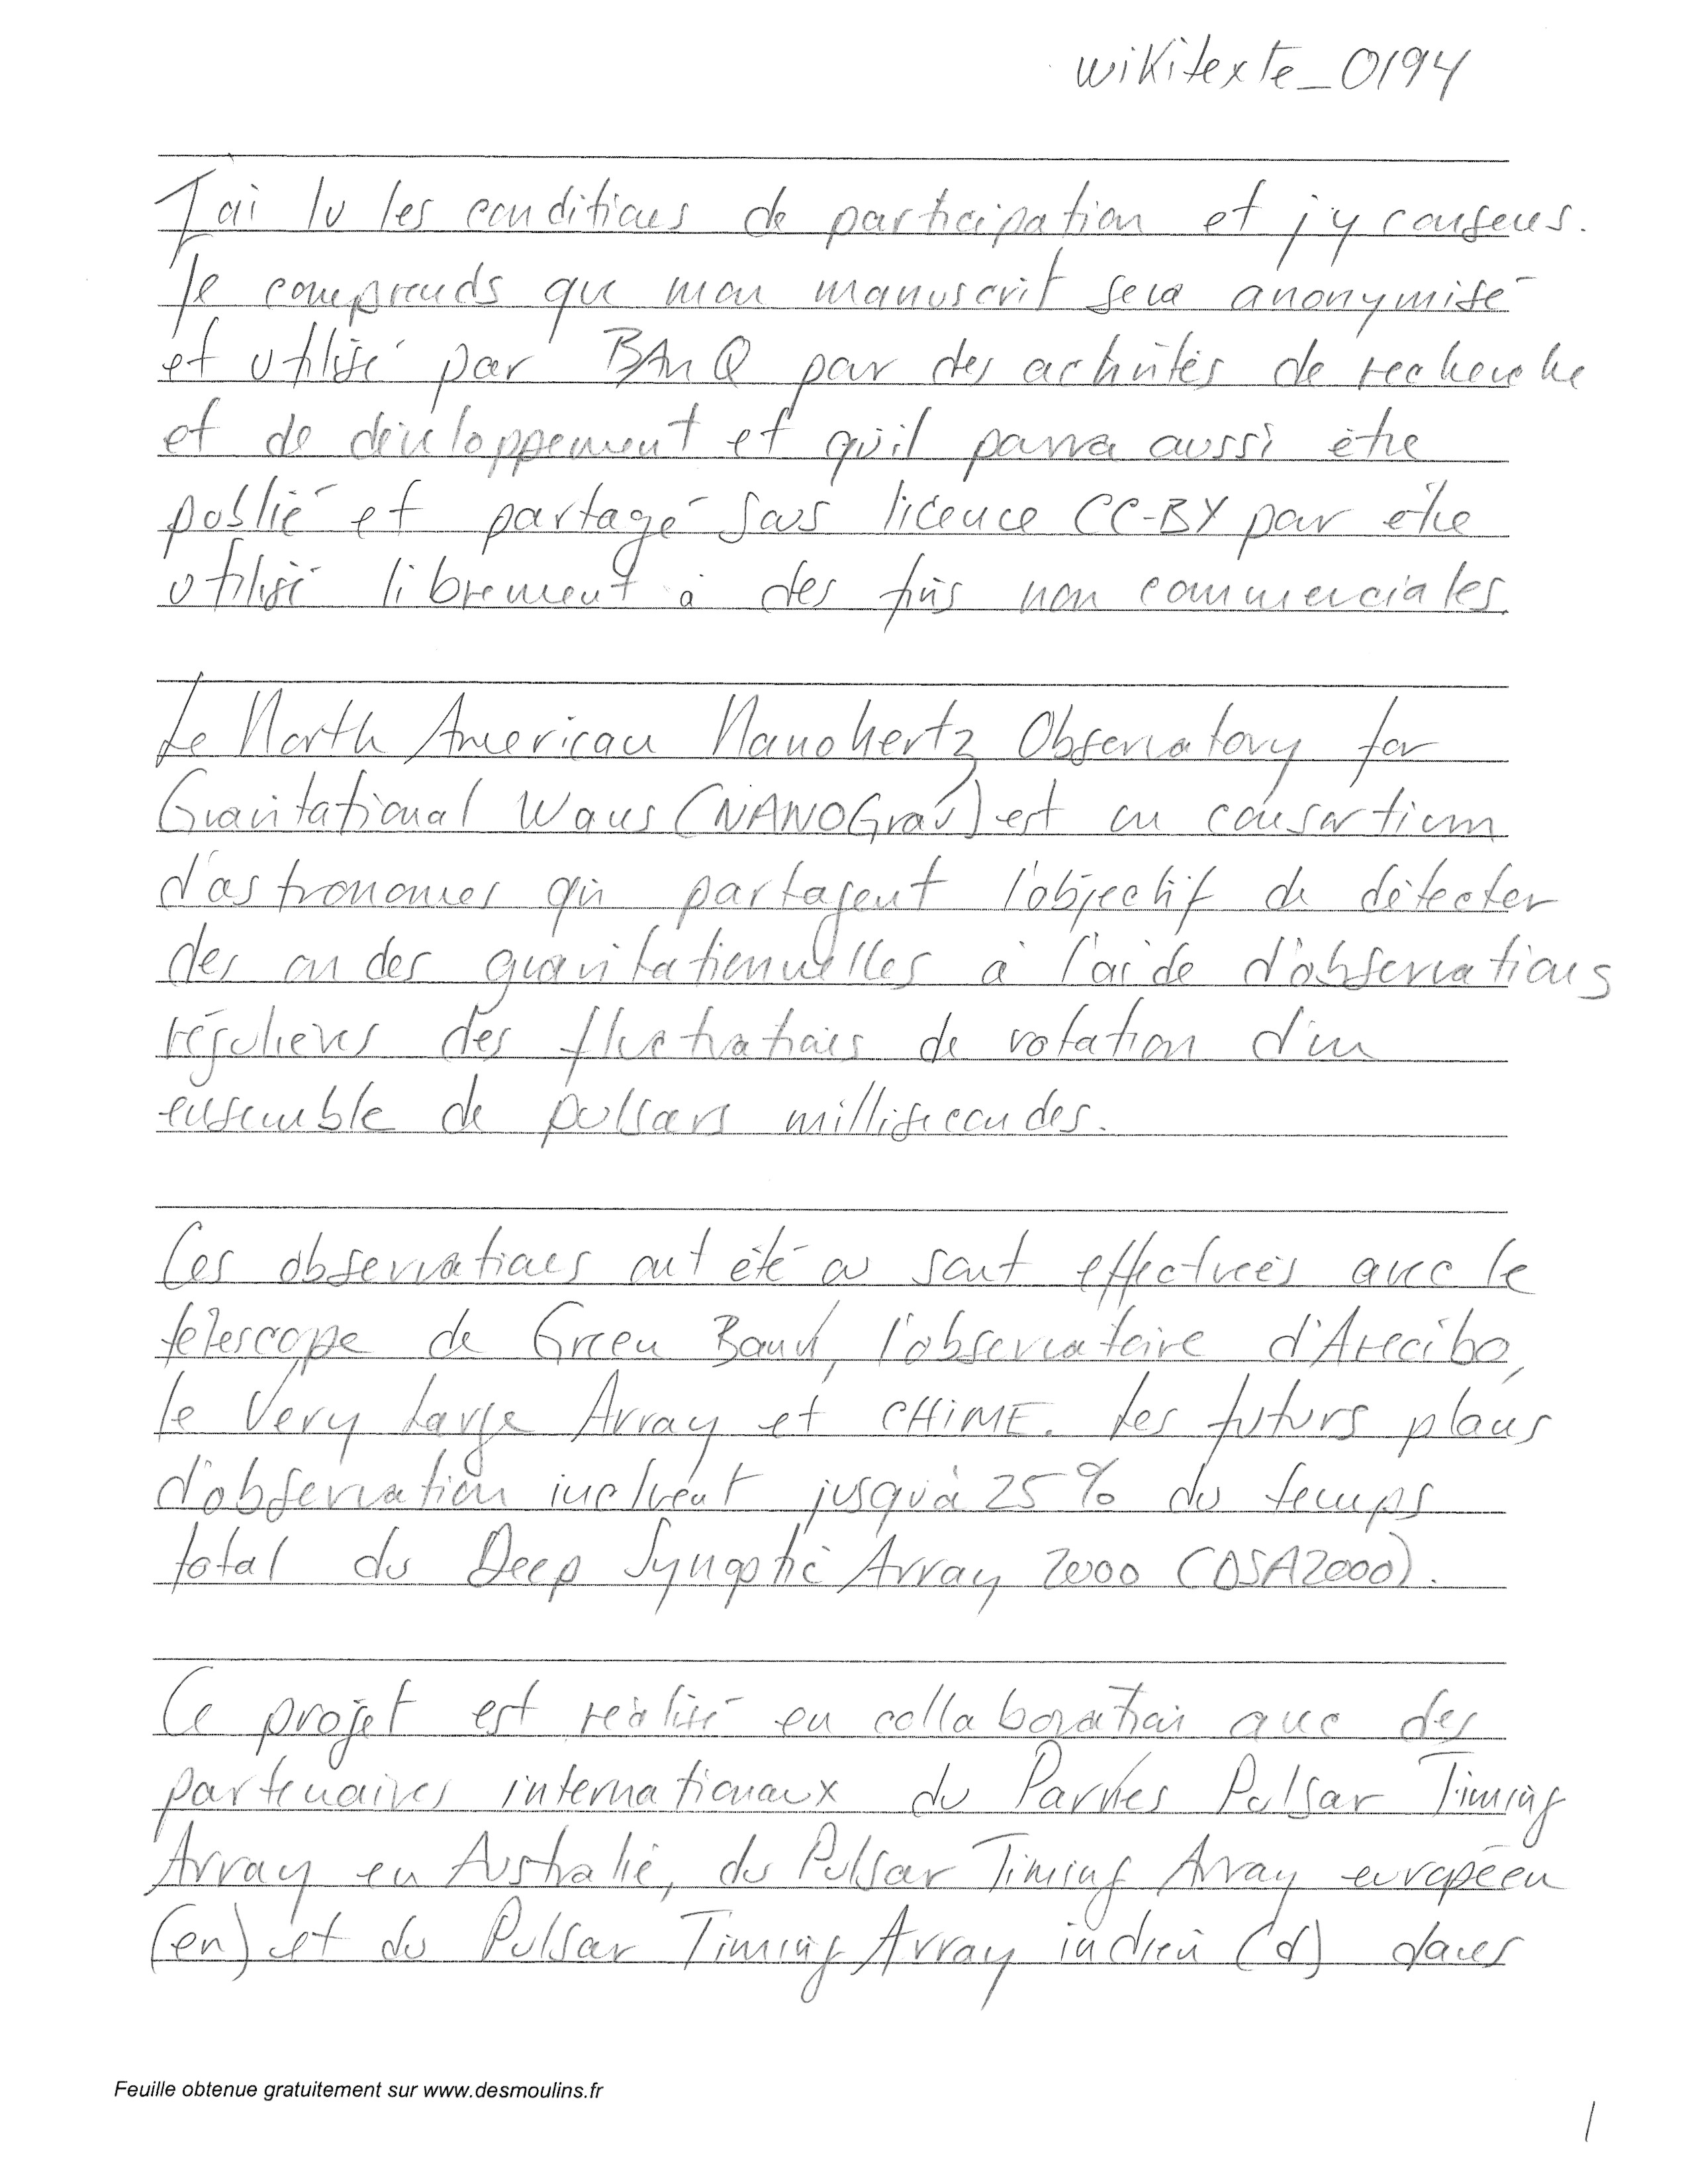 wikitexte_0194
J'ai lu les conditions de participation et j'y consens.
Je comprends que mon manuscrit sera anonymisé
et utilisé par BAnQ pour des activités de recherche
et de développement et qu'il pourra aussi être
publié et partagé sous licence CC-BY pour être
utilisé librement à des fins non commerciales.
Le North American Nanohertz Observatory for
Gravitational Waves (NANOGrav) est un consortium
d'astronomes qui partagent l'objectif de détecter
des ondes gravitationnelles à l'aide d'observations
régulières des fluctuations de rotation d'un
ensemble de pulsars millisecondes.
Ces observations ont été ou sont effectuées avec le
télescope de Green Bank, l'observatoire d'Arecibo,
le Very Large Array et CHIME. Les futurs plans
d'observation incluent jusqu'à 25 % du temps
total du Deep Synoptic Array 2000 (DSA2000).
Ce projet est réalisé en collaboration avec des
partenaires internationaux du Parkes Pulsar Timing
Array en Australie, du Pulsar Timing Array européen
(en) et du Pulsar Timing Array indien (d) dans
Feuille obtenue gratuitement sur www.desmoulins.fr
1